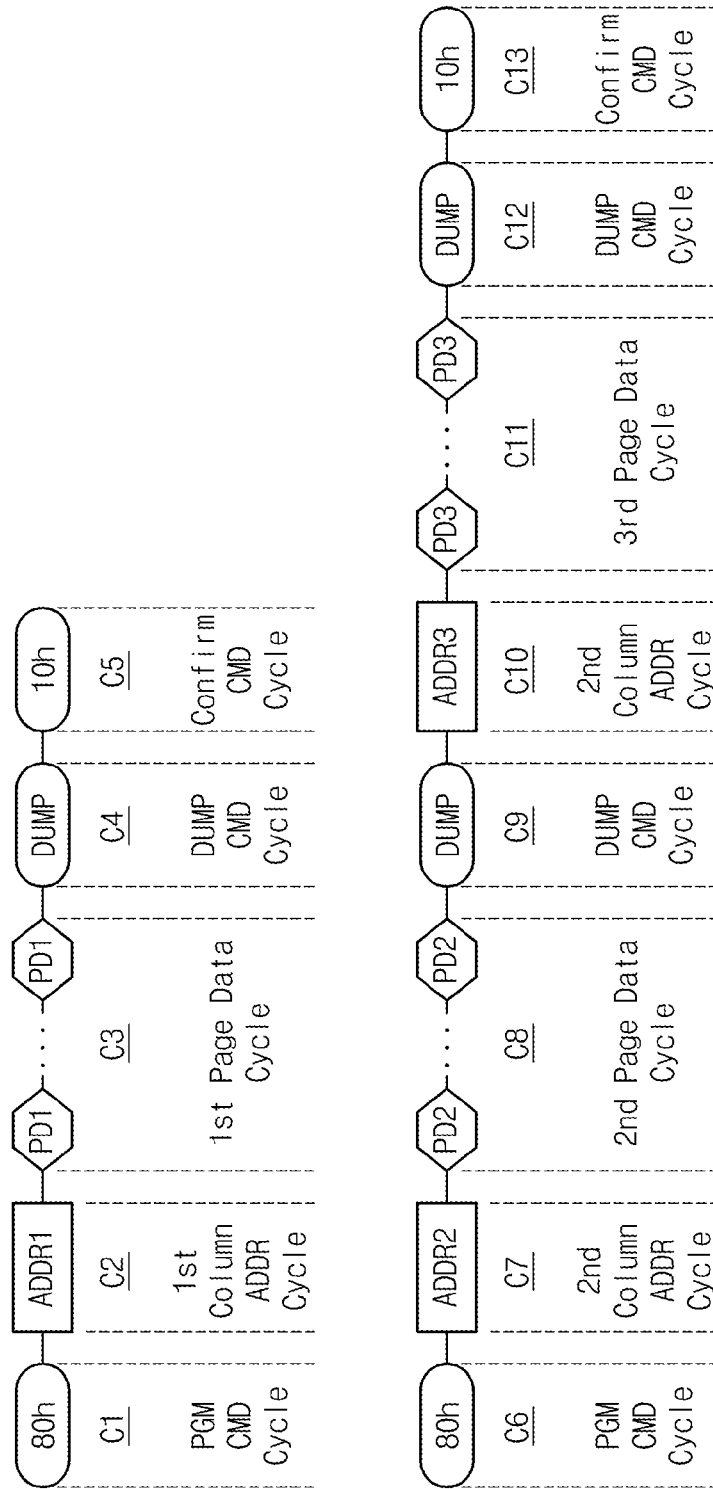 80h ADDR1 PD1 · · · · PD1 DUMP 10h
C1 C2 C3 C4 C5
PGM CMD Cycle
1st Column ADDR Cycle
1st Page Data Cycle
DUMP CMD Cycle
Confirm CMD Cycle
80h ADDR2 PD2 · · · · PD2 DUMP ADDR3 PD3 · · · · PD3 DUMP 10h
C6 C7 C8 C9 C10 C11 C12 C13
PGM CMD Cycle
2nd Column ADDR Cycle
2nd Page Data Cycle
DUMP CMD Cycle
2nd Column ADDR Cycle
3rd Page Data Cycle
DUMP CMD Cycle
Confirm CMD Cycle